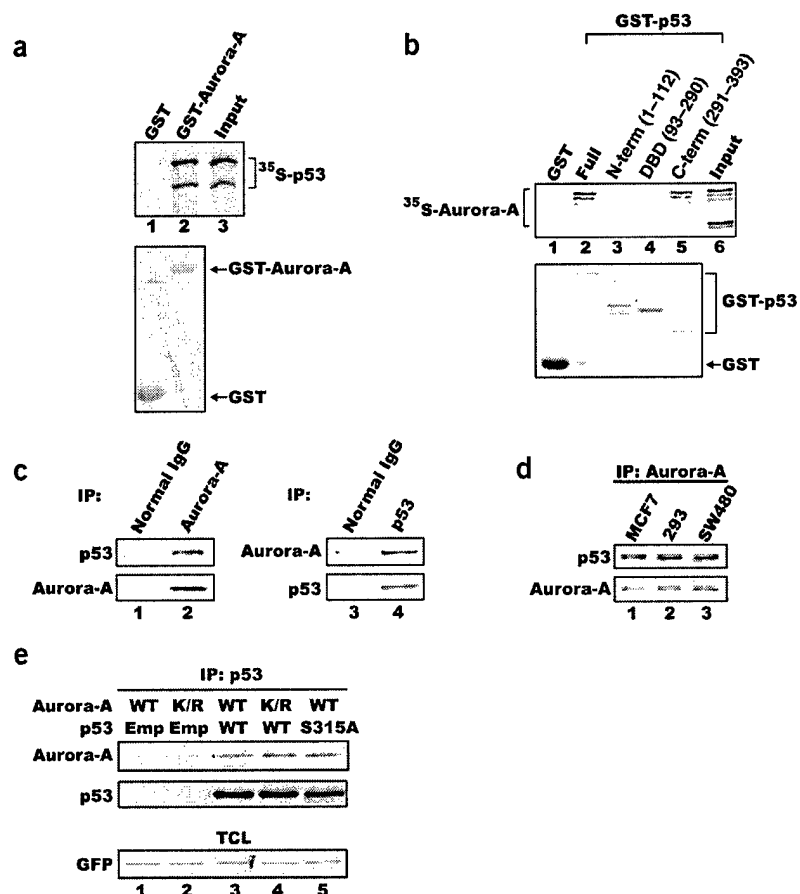 a
GST
GST-Aurora-A
Input
35S-p53
1 2 3
GST-Aurora-A
GST
b
GST-p53
GST
Full
N-term (1–112)
DBD (93–290)
C-term (291–393)
Input
35S-Aurora-A
1 2 3 4 5 6
GST-p53
GST
c
IP:
Normal IgG
Aurora-A
p53
Aurora-A
1 2
IP:
Normal IgG
p53
Aurora-A
p53
3 4
d
IP: Aurora-A
MCF7
293
SW480
p53
Aurora-A
1 2 3
e
IP: p53
Aurora-A WT K/R WT K/R WT
p53 Emp Emp WT WT S315A
Aurora-A
p53
TCL
GFP
1 2 3 4 5